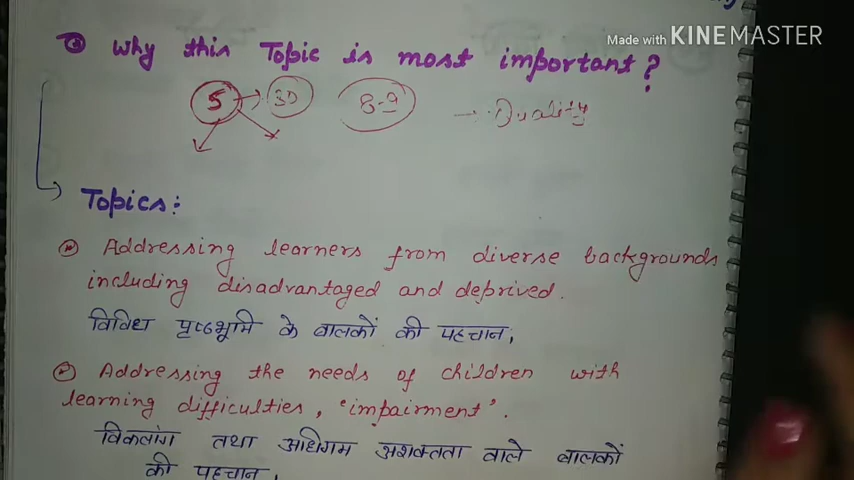 Made with KINEMASTER
Why this Topic is most important?
5 → 30 8-9 → Quality
Topics:
Addressing learners from diverse backgrounds
including disadvantaged and deprived.
विविध पृष्ठभूमि के बालकों की पहचान,
Addressing the needs of children with
learning difficulties, 'impairment'.
विकलांग तथा अधिगम अशक्तता वाले बालकों
की पहचान,